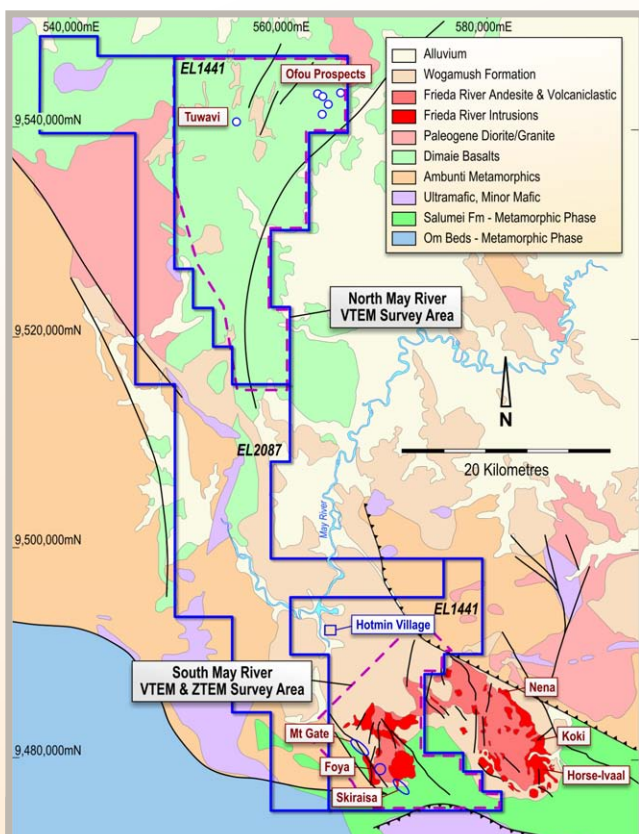 540,000mE
560,000mE
580,000mE
EL1441
Ofou Prospects
Tuwavi
9,540,000mN
Alluvium
Wogamush Formation
Frieda River Andesite & Volcaniclastic
Frieda River Intrusions
Paleogene Diorite/Granite
Dimaie Basalts
Ambunti Metamorphics
Ultramafic, Minor Mafic
Salumei Fm - Metamorphic Phase
Om Beds - Metamorphic Phase
North May River
VTEM Survey Area
9,520,000mN
N
20 Kilometres
EL2087
May River
9,500,000mN
EL1441
Hotmin Village
South May River
VTEM & ZTEM Survey Area
Nena
Mt Gate
Koki
9,480,000mN
Foya
Horse-Ivaal
Skiraisa